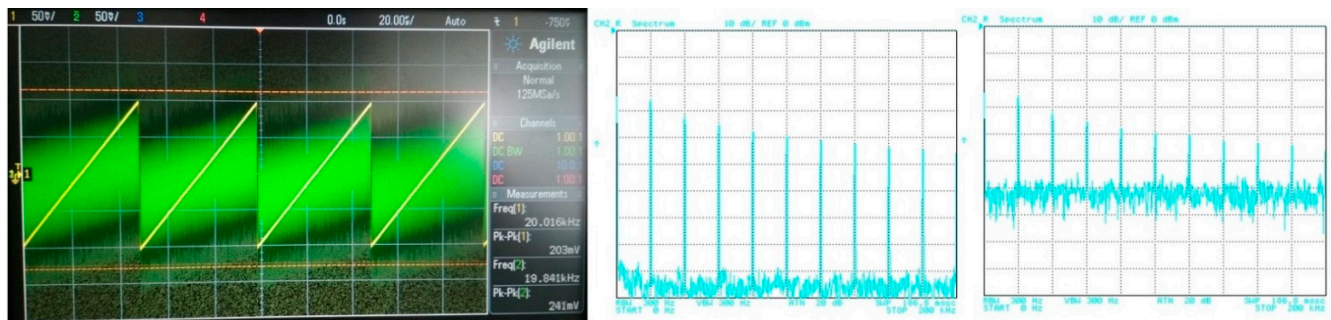 1 50▽/ 2 50▽/ 3 4 0.0s 20.00␥/ Auto 1 -750▽
Agilent
Acquisition
Normal
125MSa/s
Channels
DC 1.00:1
DC BW 1.00:1
DC 10.0:1
DC 1.00:1
Measurements
Freq(1):
20.016kHz
Pk-Pk(1):
203mV
Freq(2):
19.841kHz
Pk-Pk(2):
241mV
T
1
CH2 R Spectrum 10 dB/ REF 0 dBm
RBW 300 Hz VBW 300 Hz ATN 20 dB SWP 186.8 msec
START 0 Hz STOP 200 kHz
CH2 R Spectrum 10 dB/ REF 0 dBm
RBW 300 Hz VBW 300 Hz ATN 20 dB SWP 186.8 msec
START 0 Hz STOP 200 kHz